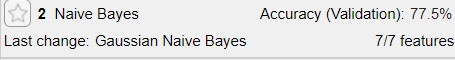 2 Naive Bayes Accuracy (Validation): 77.5%
Last change: Gaussian Naive Bayes 7/7 features